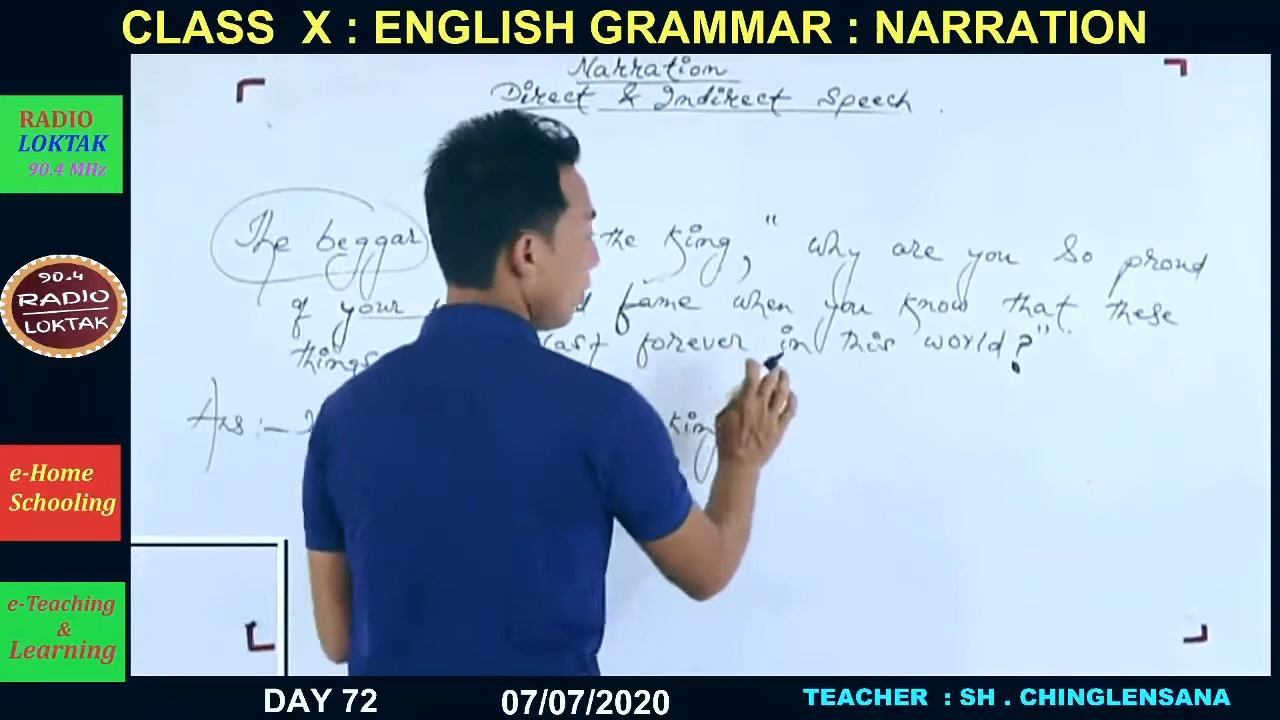 CLASS X : ENGLISH GRAMMAR : NARRATION
Narration
Direct & Indirect Speech
RADIO
LOKTAK
90.4 MHz
The beggar the king, "Why are you so proud
of your fame when you know that these
things last forever in this world?"
Ans:- king
90.4
RADIO
LOKTAK
e-Home
Schooling
e-Teaching
&
Learning
DAY 72 07/07/2020 TEACHER : SH . CHINGLENSANA